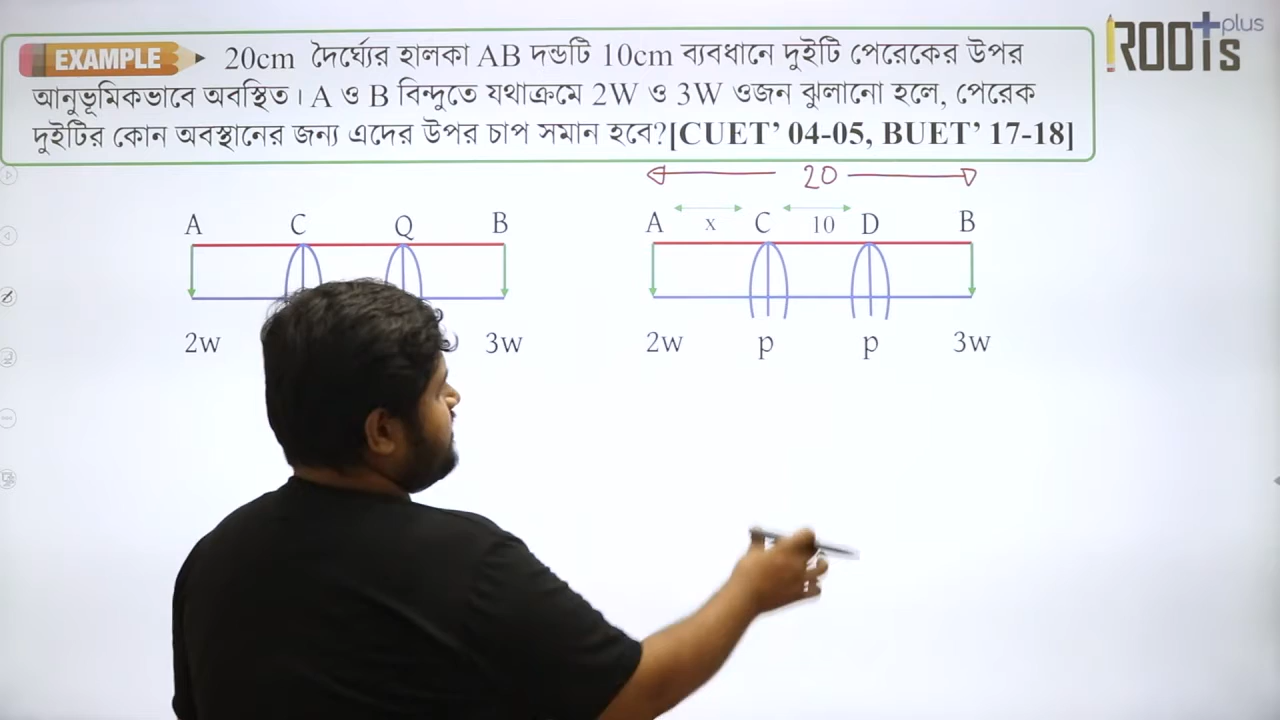 ROOTs plus
EXAMPLE 20cm দৈর্ঘ্যের হালকা AB দন্ডটি 10cm ব্যবধানে দুইটি পেরেকের উপর
আনুভূমিকভাবে অবস্থিত। A ও B বিন্দুতে যথাক্রমে 2W ও 3W ওজন ঝুলানো হলে, পেরেক
দুইটির কোন অবস্থানের জন্য এদের উপর চাপ সমান হবে?[CUET’ 04-05, BUET’ 17-18]
20
A C Q B
A x C 10 D B
2w 3w
2w p p 3w